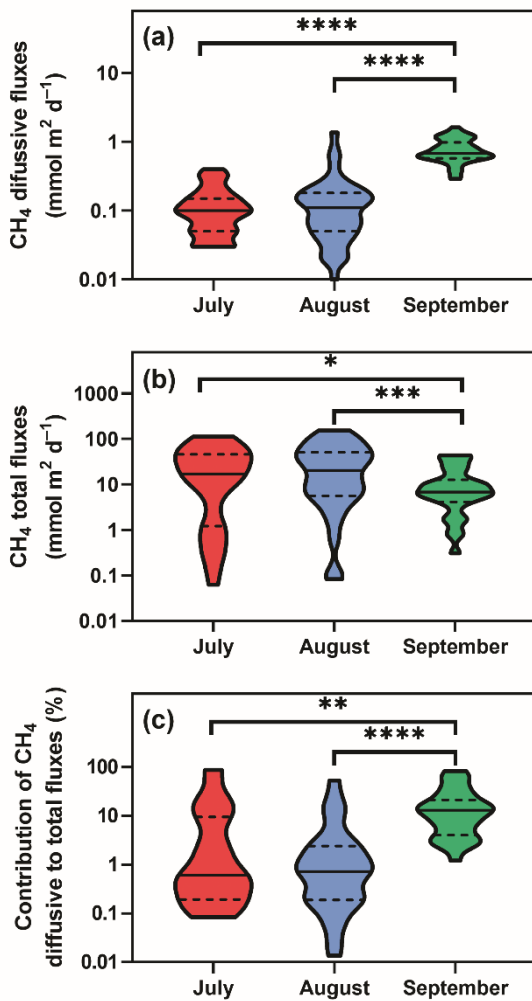 (a)
****
****
CH₄ difussive fluxes
(mmol m² d⁻¹)
10
1
0.1
0.01
July August September
(b)
*
***
CH₄ total fluxes
(mmol m² d⁻¹)
1000
100
10
1
0.1
0.01
July August September
(c)
**
****
Contribution of CH₄
diffusive to total fluxes (%)
100
10
1
0.1
0.01
July August September